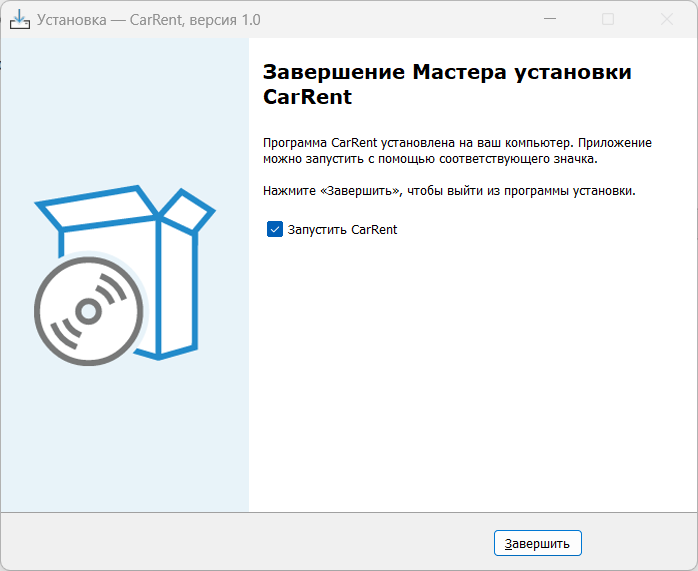 Установка — CarRent, версия 1.0
Завершение Мастера установки
CarRent
Программа CarRent установлена на ваш компьютер. Приложение
можно запустить с помощью соответствующего значка.
Нажмите «Завершить», чтобы выйти из программы установки.
Запустить CarRent
Завершить